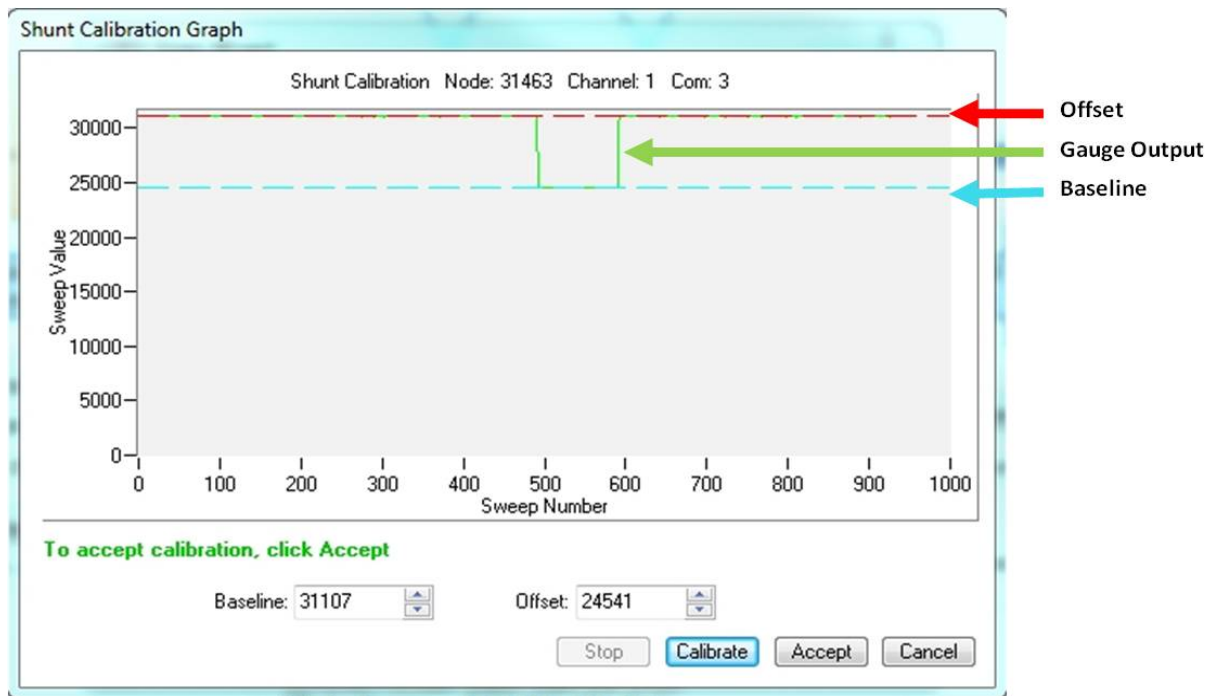 Shunt Calibration Graph
Shunt Calibration Node: 31463 Channel: 1 Com: 3
Offset
Gauge Output
Baseline
30000
25000
20000
15000
10000
5000
0
Sweep Value
0 100 200 300 400 500 600 700 800 900 1000
Sweep Number
To accept calibration, click Accept
Baseline: 31107 Offset: 24541
Stop Calibrate Accept Cancel